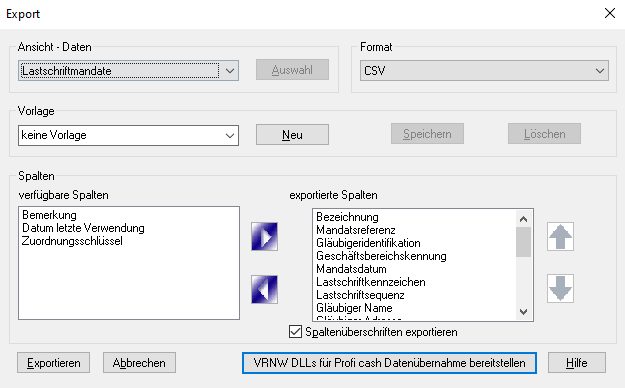 Export
Ansicht - Daten
Format
Lastschriftmandate
Auswahl
CSV
Vorlage
keine Vorlage
Neu
Speichern
Löschen
Spalten
verfügbare Spalten
exportierte Spalten
Bemerkung
Datum letzte Verwendung
Zuordnungsschlüssel
Bezeichnung
Mandatsreferenz
Gläubigeridentifikation
Geschäftsbereichskennung
Mandatsdatum
Lastschriftkennzeichen
Lastschriftsequenz
Gläubiger Name
Gläubiger Adresse
Spaltenüberschriften exportieren
Exportieren
Abbrechen
VRNW DLLs für Profi cash Datenübernahme bereitstellen
Hilfe